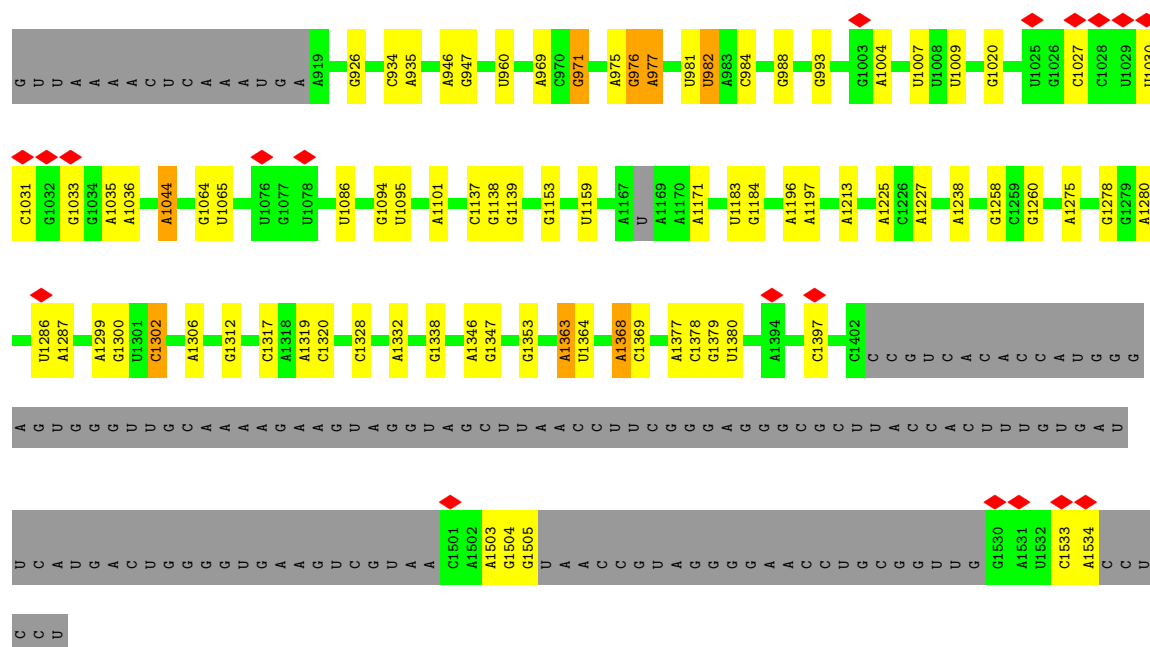 G U U A A A A C U C A A A U G A A919 G926 C934 A935 A946 G947 U960 A969 C970 G971 A975 G976 A977 U981 U982 A983 C984 G988 G993 G1003 A1004 U1007 U1008 U1009 G1020 U1025 G1026 C1027 C1028 U1029 U1030
C1031 G1032 G1033 G1034 A1035 A1036 A1044 G1064 U1065 U1076 G1077 U1078 U1086 G1094 U1095 A1101 C1137 G1138 G1139 G1153 U1159 A1167 U A1169 A1170 A1171 U1183 G1184 A1196 A1197 A1213 A1225 C1226 A1227 A1238 G1258 C1259 G1260 A1275 G1278 G1279 A1280
U1286 A1287 A1299 G1300 U1301 C1302 A1306 G1312 C1317 A1318 A1319 C1320 C1328 A1332 G1338 A1346 G1347 G1353 A1363 U1364 A1368 C1369 A1377 C1378 G1379 U1380 A1394 C1397 C1402 C C G U C A C A C C A U G G G
A G U G G G U U G C A A A A G A A G U A G G U A G C U U A A C C U U C G G G A G G G C G C U U A C C A C U U U G U G A U
U C A U G A C U G G G G U G A A G U C G U A A C1501 A1502 A1503 G1504 G1505 U A A C C G U A G G G G A A C C U G C G G U U G G1530 A1531 U1532 C1533 A1534 C C U
C C U